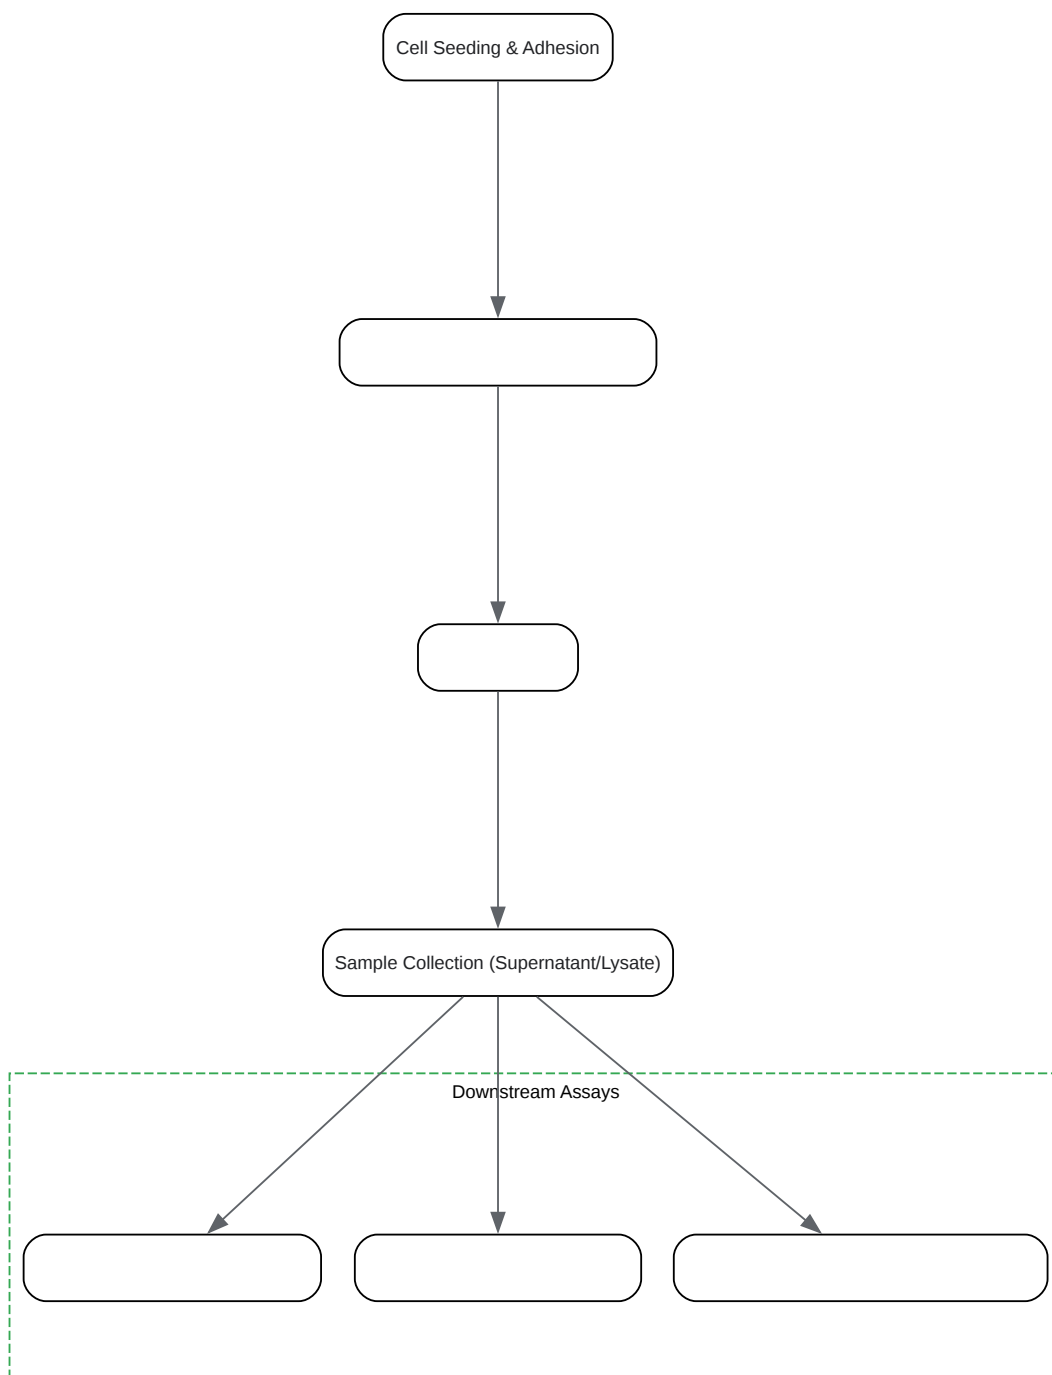 Cell Seeding & Adhesion
Sample Collection (Supernatant/Lysate)
Downstream Assays